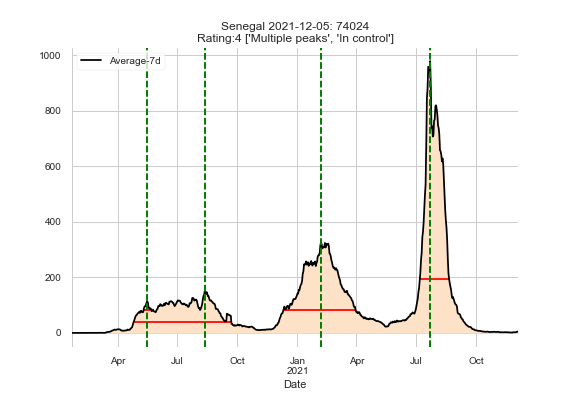 Senegal 2021-12-05: 74024
Rating:4 ['Multiple peaks', 'In control']
Average-7d
1000
800
600
400
200
0
Apr Jul Oct Jan Apr Jul Oct
2021
Date